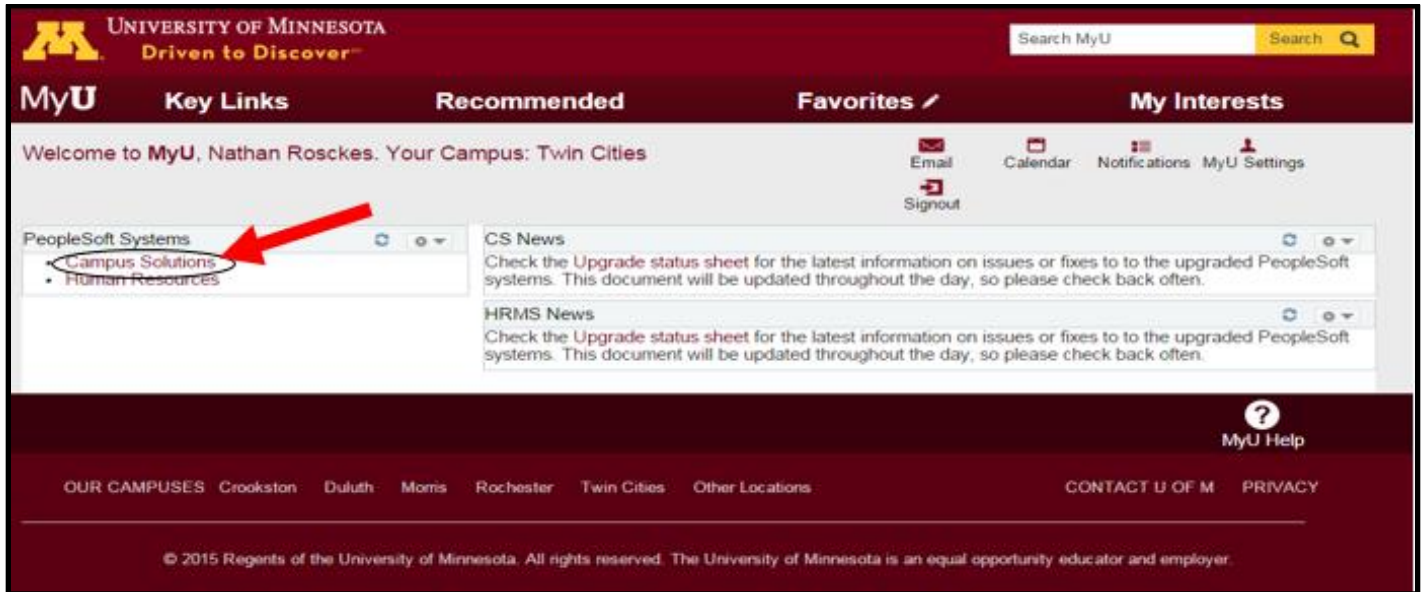 UNIVERSITY OF MINNESOTA
Driven to Discover℠
Search MyU
Search
MyU Key Links Recommended Favorites My Interests
Welcome to MyU, Nathan Rosckes. Your Campus: Twin Cities
Email Calendar Notifications MyU Settings
Signout
PeopleSoft Systems
Campus Solutions
Human Resources
CS News
Check the Upgrade status sheet for the latest information on issues or fixes to to the upgraded PeopleSoft
systems. This document will be updated throughout the day, so please check back often.
HRMS News
Check the Upgrade status sheet for the latest information on issues or fixes to to the upgraded PeopleSoft
systems. This document will be updated throughout the day, so please check back often.
?
MyU Help
OUR CAMPUSES Crookston Duluth Morris Rochester Twin Cities Other Locations CONTACT U OF M PRIVACY
© 2015 Regents of the University of Minnesota. All rights reserved. The University of Minnesota is an equal opportunity educator and employer.